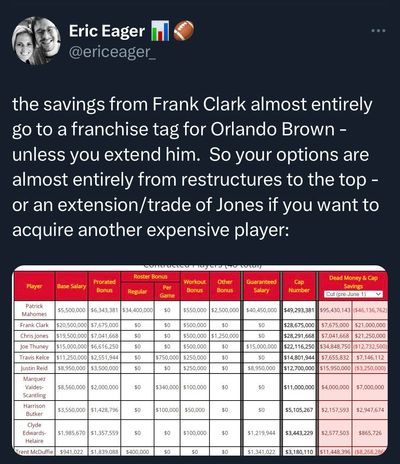 Eric Eager 📊 🏈
@ericeager_
...
the savings from Frank Clark almost entirely
go to a franchise tag for Orlando Brown -
unless you extend him. So your options are
almost entirely from restructures to the top -
or an extension/trade of Jones if you want to
acquire another expensive player:
Player Base Salary Prorated Bonus Roster Bonus Regular Per Game Workout Bonus Other Bonus Guaranteed Salary Cap Number Dead Money & Cap Savings Cut (pre-June 1)
Patrick Mahomes $5,500,000 $6,343,381 $34,400,000 $0 $550,000 $2,500,000 $40,450,000 $49,293,381 $95,430,143 ($46,136,762)
Frank Clark $20,500,000 $7,675,000 $0 $0 $500,000 $0 $0 $28,675,000 $7,675,000 $21,000,000
Chris Jones $19,500,000 $7,041,668 $0 $0 $500,000 $1,250,000 $0 $28,291,668 $7,041,668 $21,250,000
Joe Thuney $15,000,000 $6,616,250 $0 $0 $500,000 $0 $15,000,000 $22,116,250 $34,848,750 ($12,732,500)
Travis Kelce $11,250,000 $2,551,944 $0 $750,000 $250,000 $0 $0 $14,801,944 $7,655,832 $7,146,112
Justin Reid $8,950,000 $3,500,000 $0 $0 $250,000 $0 $8,950,000 $12,700,000 $15,950,000 ($3,250,000)
Marquez Valdes-Scantling $8,560,000 $2,000,000 $0 $340,000 $100,000 $0 $0 $11,000,000 $4,000,000 $7,000,000
Harrison Butker $3,560,000 $1,428,796 $0 $100,000 $50,000 $0 $0 $5,105,267 $2,157,593 $2,947,674
Clyde Edwards-Helaire $1,985,670 $1,357,559 $0 $0 $100,000 $0 $1,219,944 $3,443,229 $2,577,503 $865,726
Trent McDuffie $941,022 $1,839,088 $400,000 $0 $0 $0 $3,180,110 $11,448,396